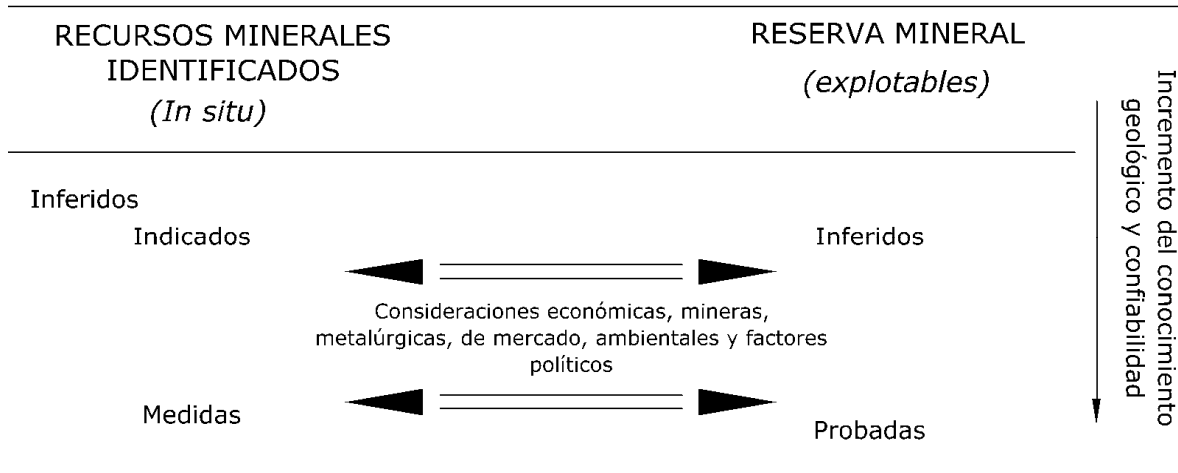 RECURSOS MINERALES
IDENTIFICADOS
(In situ)
RESERVA MINERAL
(explotables)
Inferidos
Indicados
Inferidos
Consideraciones económicas, mineras,
metalúrgicas, de mercado, ambientales y factores
políticos
Medidas
Probadas
Incremento del conocimiento
geológico y confiabilidad